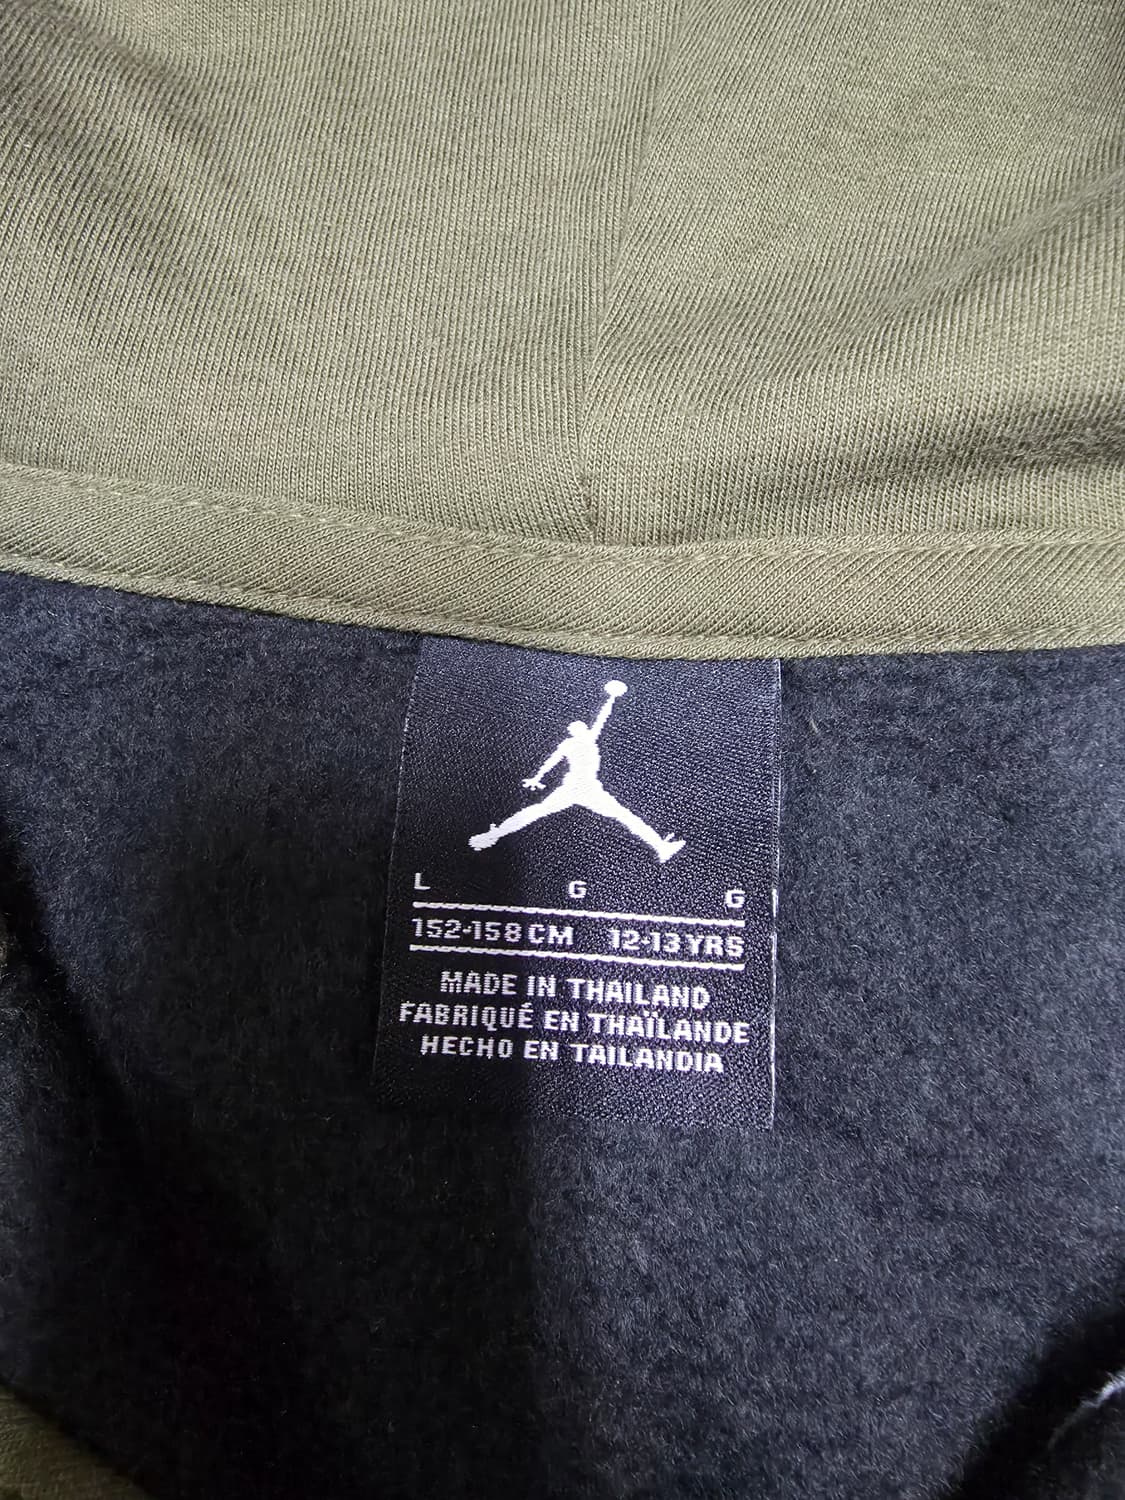 L G G
152-158 CM 12-13 YRS
MADE IN THAILAND
FABRIQUÉ EN THAÏLANDE
HECHO EN TAILANDIA